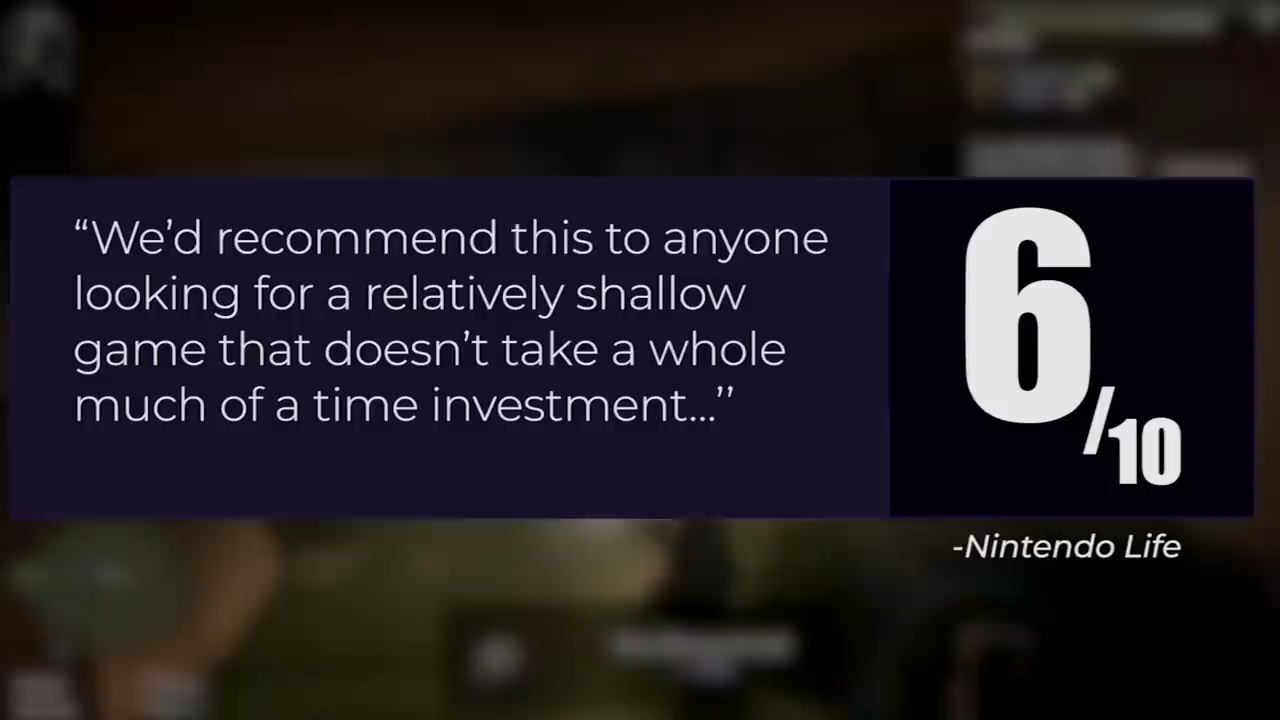 “We’d recommend this to anyone
looking for a relatively shallow
game that doesn’t take a whole
much of a time investment...’’
6/10
-Nintendo Life